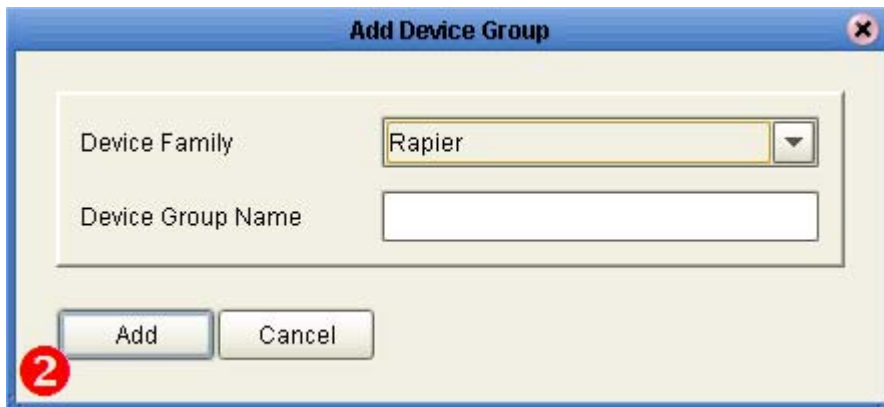 Add Device Group
Device Family
Rapier
Device Group Name
Add
Cancel
2